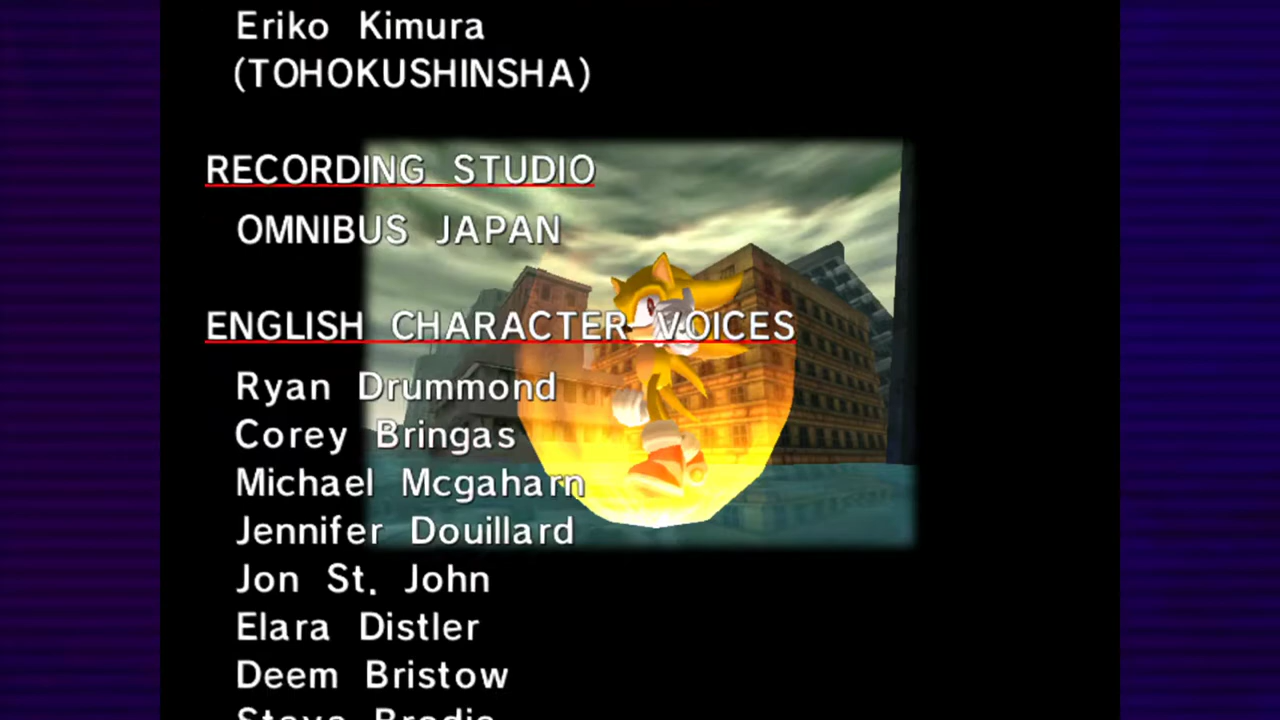 Eriko Kimura
(TOHOKUSHINSHA)
RECORDING STUDIO
OMNIBUS JAPAN
ENGLISH CHARACTER VOICES
Ryan Drummond
Corey Bringas
Michael Mcgaharn
Jennifer Douillard
Jon St. John
Elara Distler
Deem Bristow